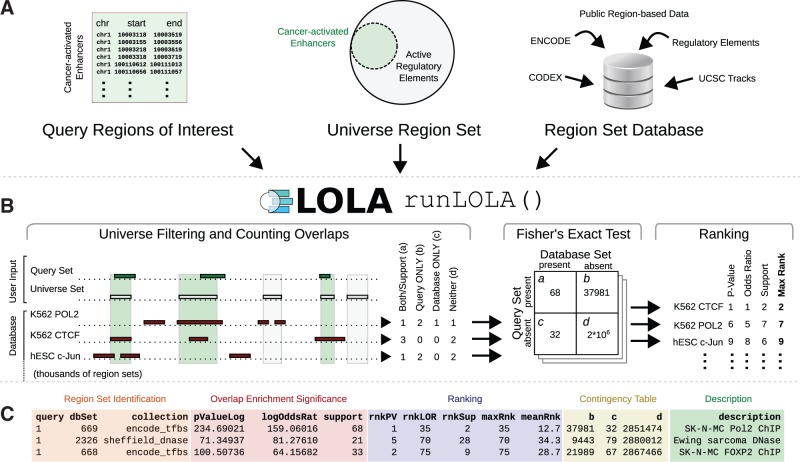 A
chr start end
chr1 10003118 10003519
chr1 10003155 10003556
chr1 10003218 10003619
chr1 10003318 10003719
chr1 100110612 100111013
chr1 100110656 100111057
Cancer-activated
Enhancers
Query Regions of Interest
Cancer-activated
Enhancers
Active
Regulatory
Elements
Universe Region Set
Public Region-based Data
ENCODE
Regulatory Elements
CODEX
UCSC Tracks
Region Set Database
B
LOLA runLOLA()
Universe Filtering and Counting Overlaps
User Input
Query Set
Universe Set
Database
K562 POL2
K562 CTCF
hESC c-Jun
(thousands of region sets)
Both/Support (a)
Query ONLY (b)
Database ONLY (c)
Neither (d)
1 2 1 1
3 0 0 2
1 2 0 2
Fisher's Exact Test
Database Set
present absent
Query Set
present
absent
a b
68 37981
c d
32 2*10⁶
Ranking
P-Value
Odds Ratio
Support
Max Rank
K562 CTCF 1 1 2 2
K562 POL2 6 5 7 7
hESC c-Jun 9 8 6 9
C
Region Set Identification Overlap Enrichment Significance Ranking Contingency Table Description
query dbSet collection pValueLog logOddsRat support rnkPV rnkLOR rnkSup maxRnk meanRnk b c d description
1 669 encode_tfbs 234.69021 159.06016 68 1 35 2 35 12.7 37981 32 2851474 SK-N-MC Pol2 ChIP
1 2326 sheffield_dnase 71.34937 81.27610 21 5 70 28 70 34.3 9443 79 2880012 Ewing sarcoma DNase
1 668 encode_tfbs 100.50736 64.15682 33 2 75 9 75 28.7 21989 67 2867466 SK-N-MC FOXP2 ChIP